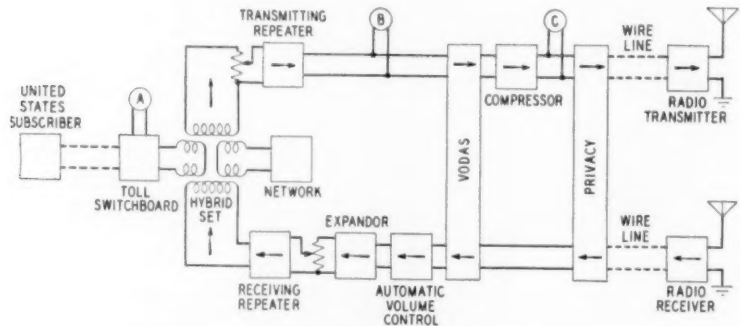 TRANSMITTING
REPEATER
B
C
WIRE
LINE
UNITED
STATES
SUBSCRIBER
A
COMPRESSOR
RADIO
TRANSMITTER
VODAS
PRIVACY
TOLL
SWITCHBOARD
HYBRID
SET
NETWORK
EXPANDOR
WIRE
LINE
RECEIVING
REPEATER
AUTOMATIC
VOLUME
CONTROL
RADIO
RECEIVER